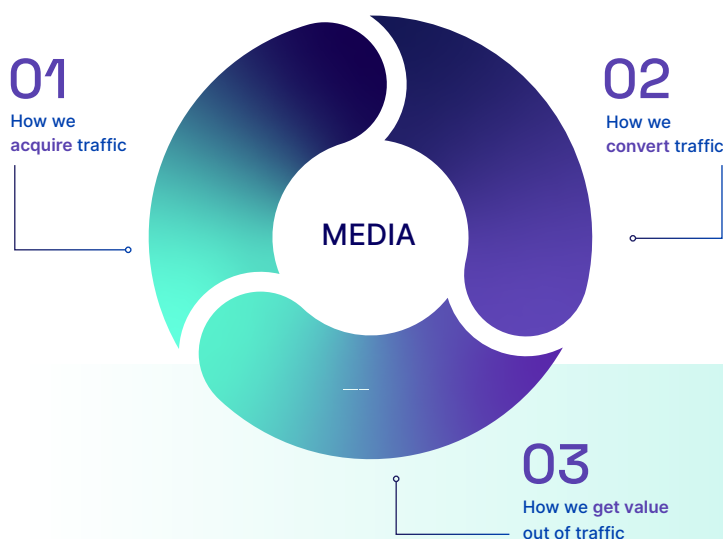 01
How we
acquire traffic
02
How we
convert traffic
MEDIA
03
How we get value
out of traffic